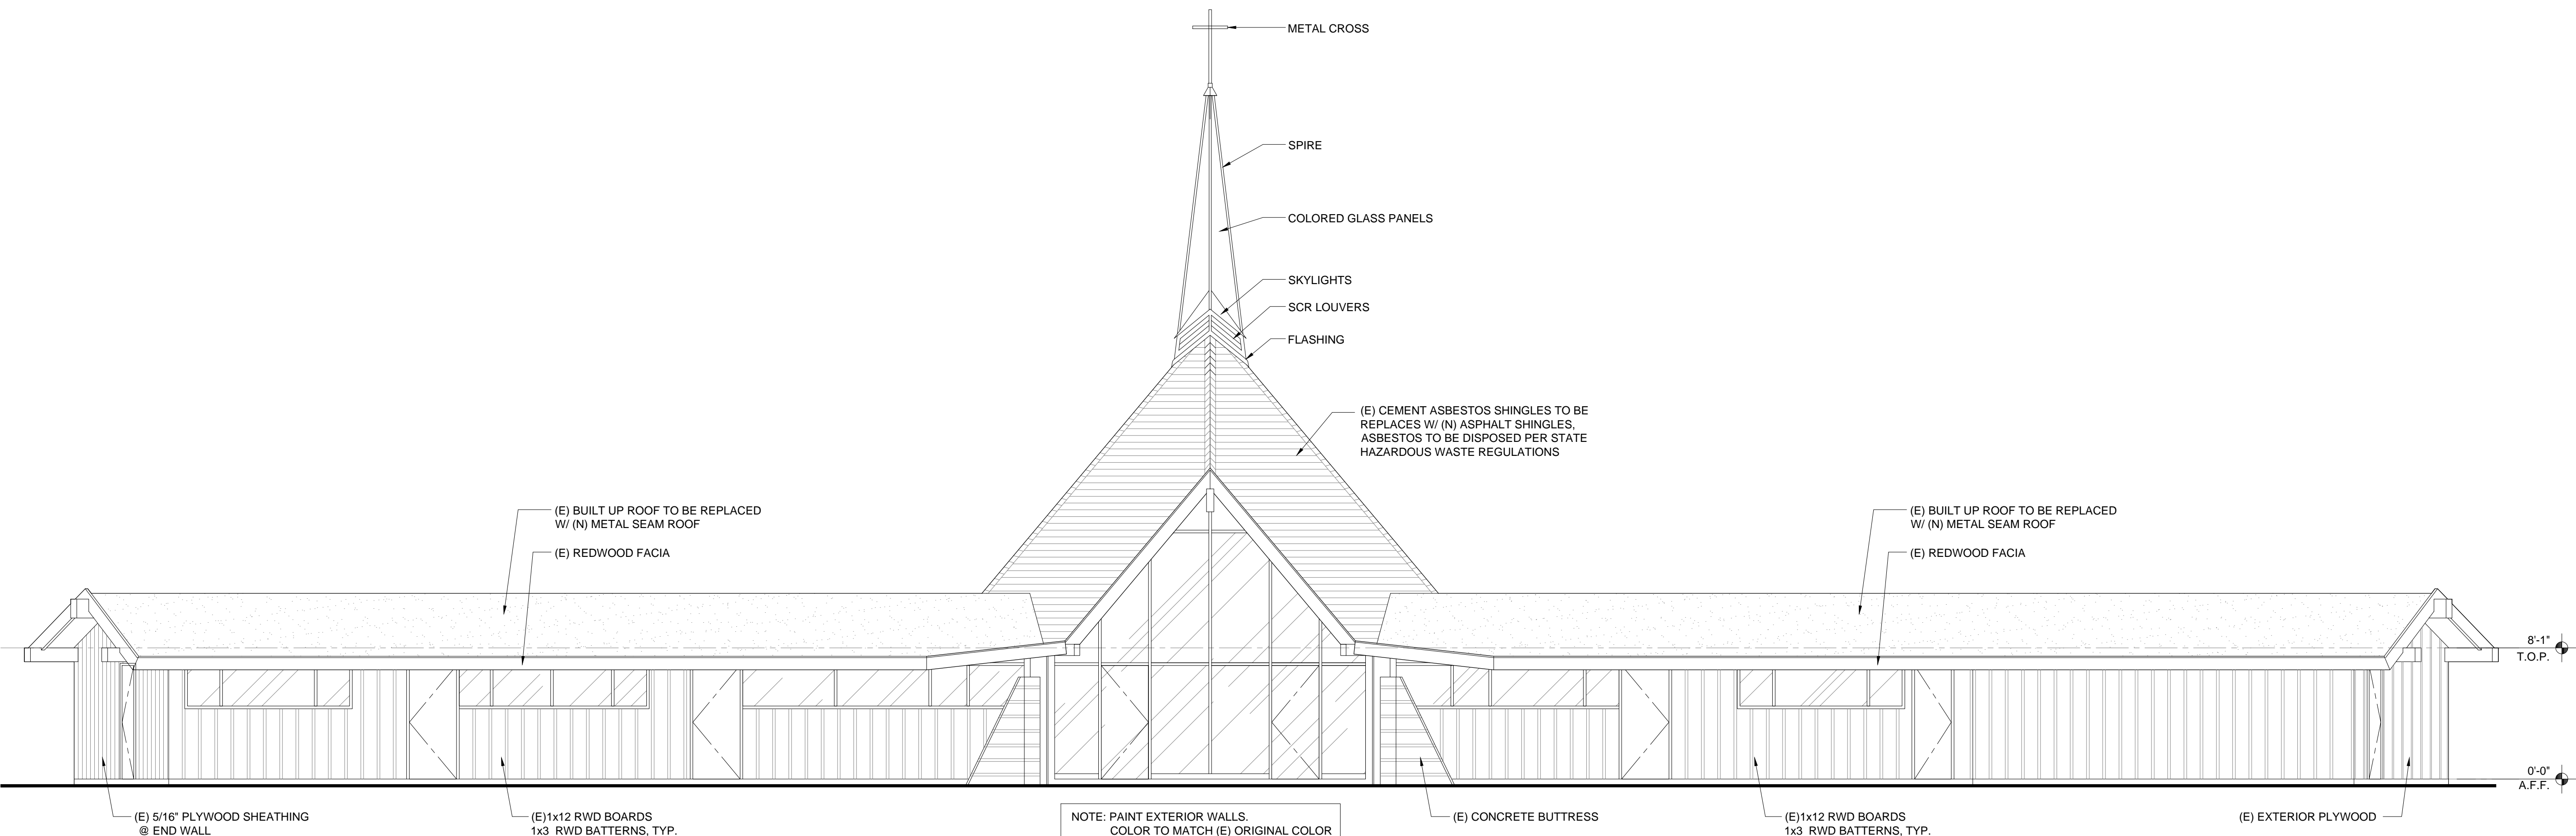 METAL CROSS
SPIRE
COLORED GLASS PANELS
SKYLIGHTS
SCR LOUVERS
FLASHING
(E) CEMENT ASBESTOS SHINGLES TO BE
REPLACES W/ (N) ASPHALT SHINGLES,
ASBESTOS TO BE DISPOSED PER STATE
HAZARDOUS WASTE REGULATIONS
(E) BUILT UP ROOF TO BE REPLACED
W/ (N) METAL SEAM ROOF
(E) REDWOOD FACIA
(E) BUILT UP ROOF TO BE REPLACED
W/ (N) METAL SEAM ROOF
(E) REDWOOD FACIA
8'-1"
T.O.P.
0'-0"
A.F.F.
(E) 5/16" PLYWOOD SHEATHING
@ END WALL
(E)1x12 RWD BOARDS
1x3 RWD BATTERNS, TYP.
NOTE: PAINT EXTERIOR WALLS.
COLOR TO MATCH (E) ORIGINAL COLOR
(E) CONCRETE BUTTRESS
(E)1x12 RWD BOARDS
1x3 RWD BATTERNS, TYP.
(E) EXTERIOR PLYWOOD